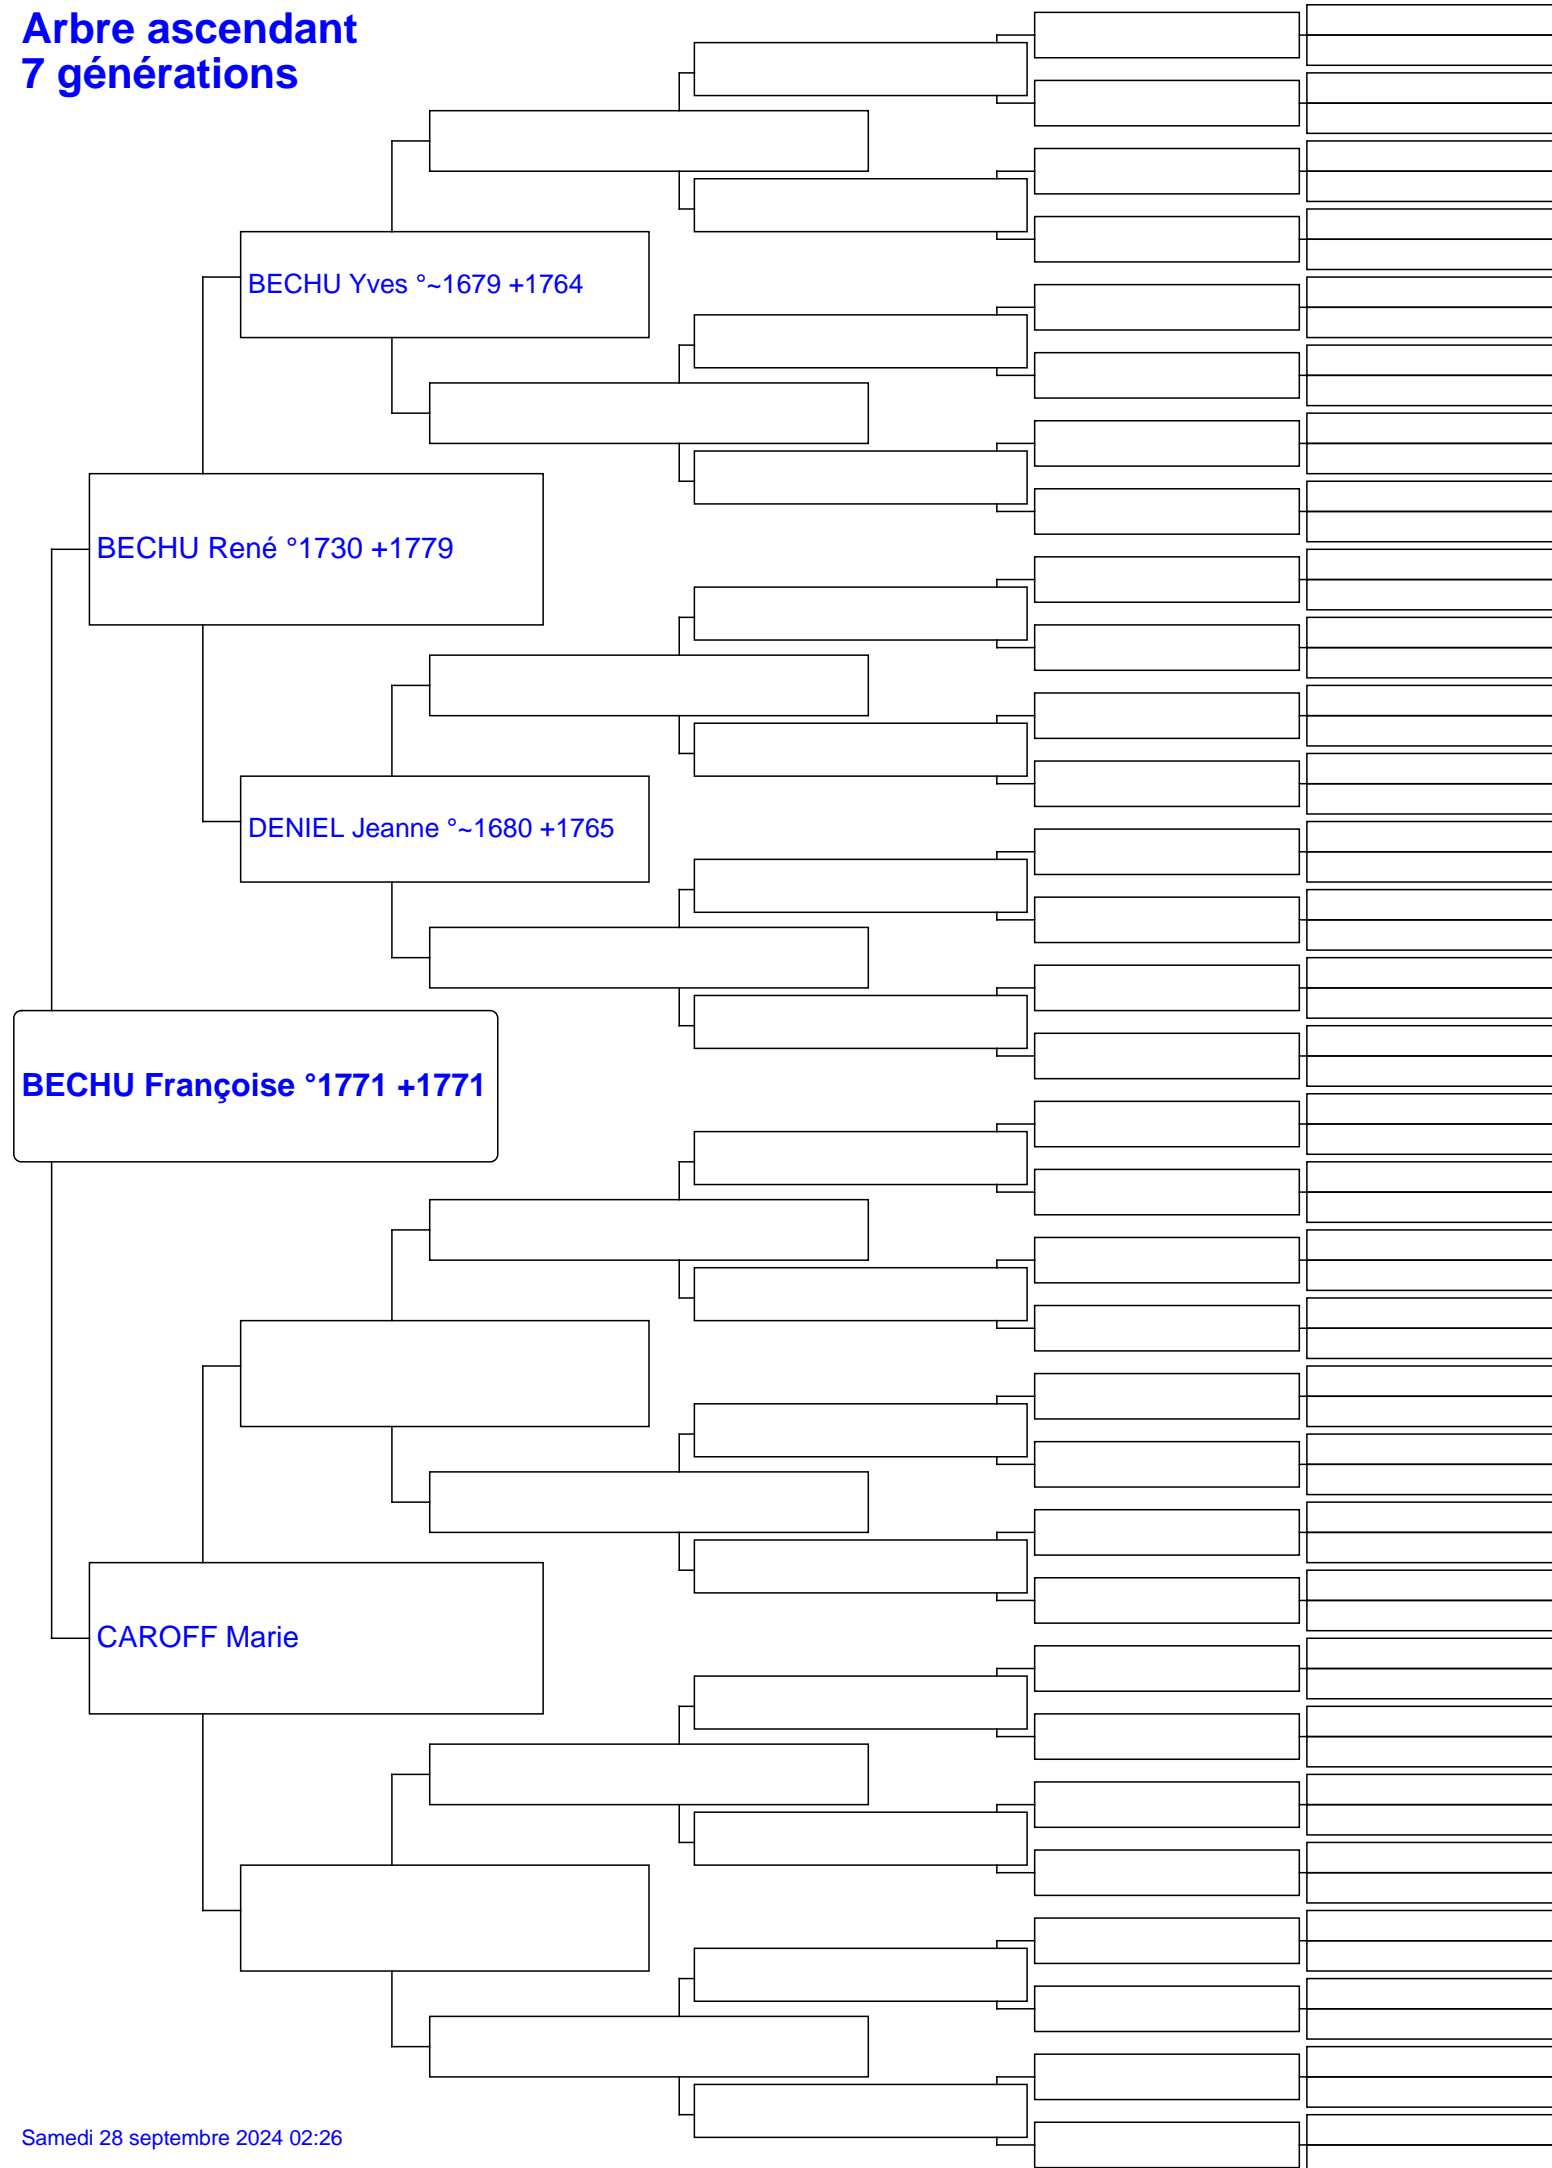 Arbre ascendant
7 générations
BECHU Yves °~1679 +1764
BECHU René °1730 +1779
DENIEL Jeanne °~1680 +1765
BECHU Françoise °1771 +1771
CAROFF Marie
Samedi 28 septembre 2024 02:26